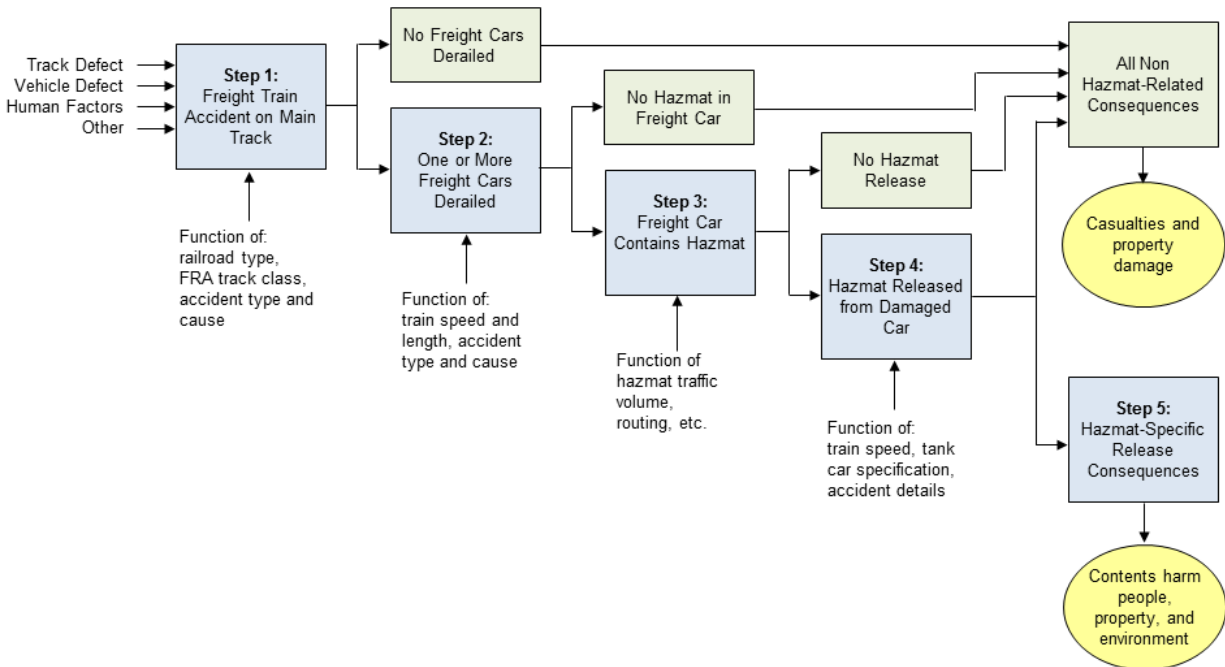 Track Defect
Vehicle Defect
Human Factors
Other
Step 1:
Freight Train
Accident on Main
Track
Function of:
railroad type,
FRA track class,
accident type and
cause
No Freight Cars
Derailed
Step 2:
One or More
Freight Cars
Derailed
Function of:
train speed and
length, accident
type and cause
No Hazmat in
Freight Car
Step 3:
Freight Car
Contains Hazmat
Function of
hazmat traffic
volume,
routing, etc.
No Hazmat
Release
Step 4:
Hazmat Released
from Damaged
Car
Function of:
train speed, tank
car specification,
accident details
All Non
Hazmat-Related
Consequences
Casualties and
property
damage
Step 5:
Hazmat-Specific
Release
Consequences
Contents harm
people,
property, and
environment